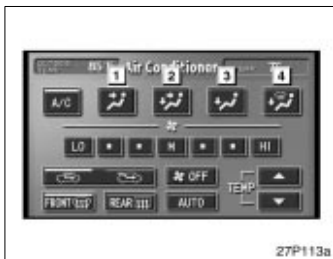 Air Conditioner
1 2 3 4
A/C
LO M HI
OFF
TEMP
FRONT REAR AUTO
27P113a